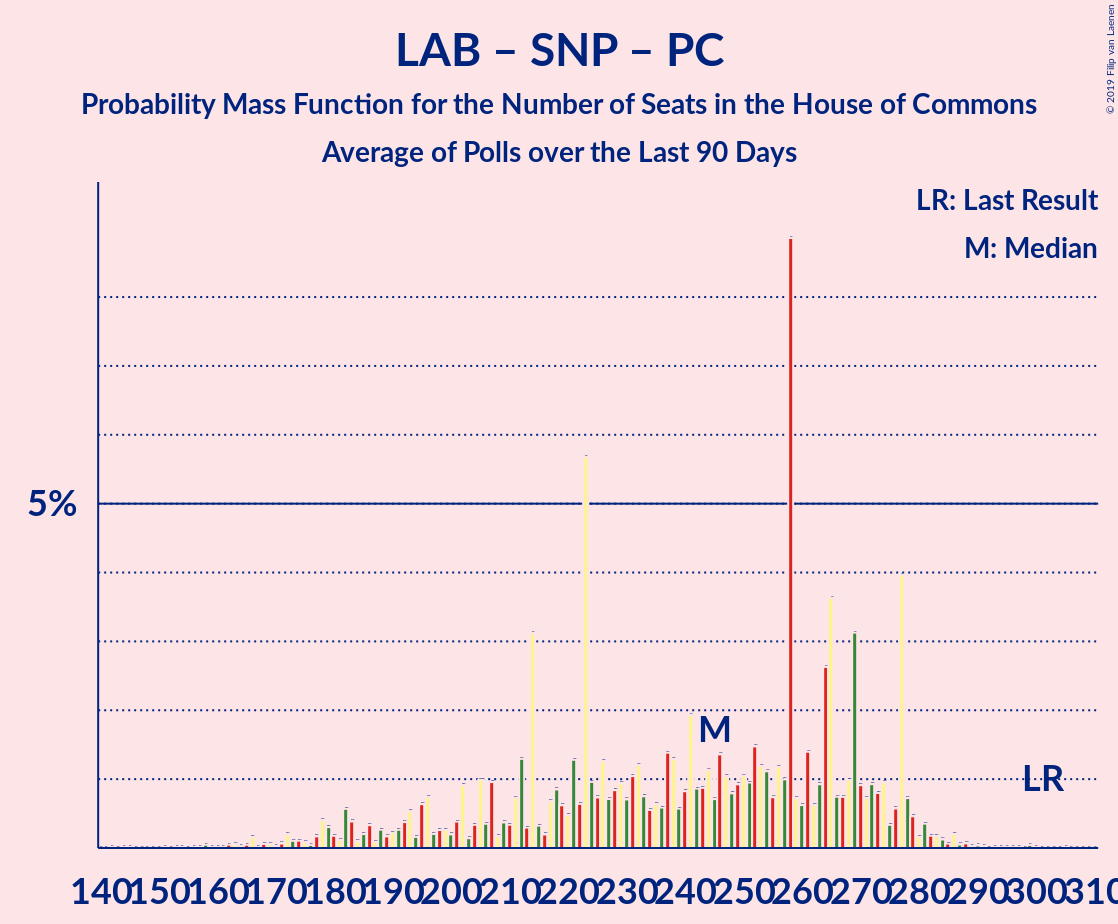 LAB – SNP – PC
Probability Mass Function for the Number of Seats in the House of Commons
Average of Polls over the Last 90 Days
© 2019 Filip van Laenen
LR: Last Result
M: Median
5%
M
LR
140 150 160 170 180 190 200 210 220 230 240 250 260 270 280 290 300 310